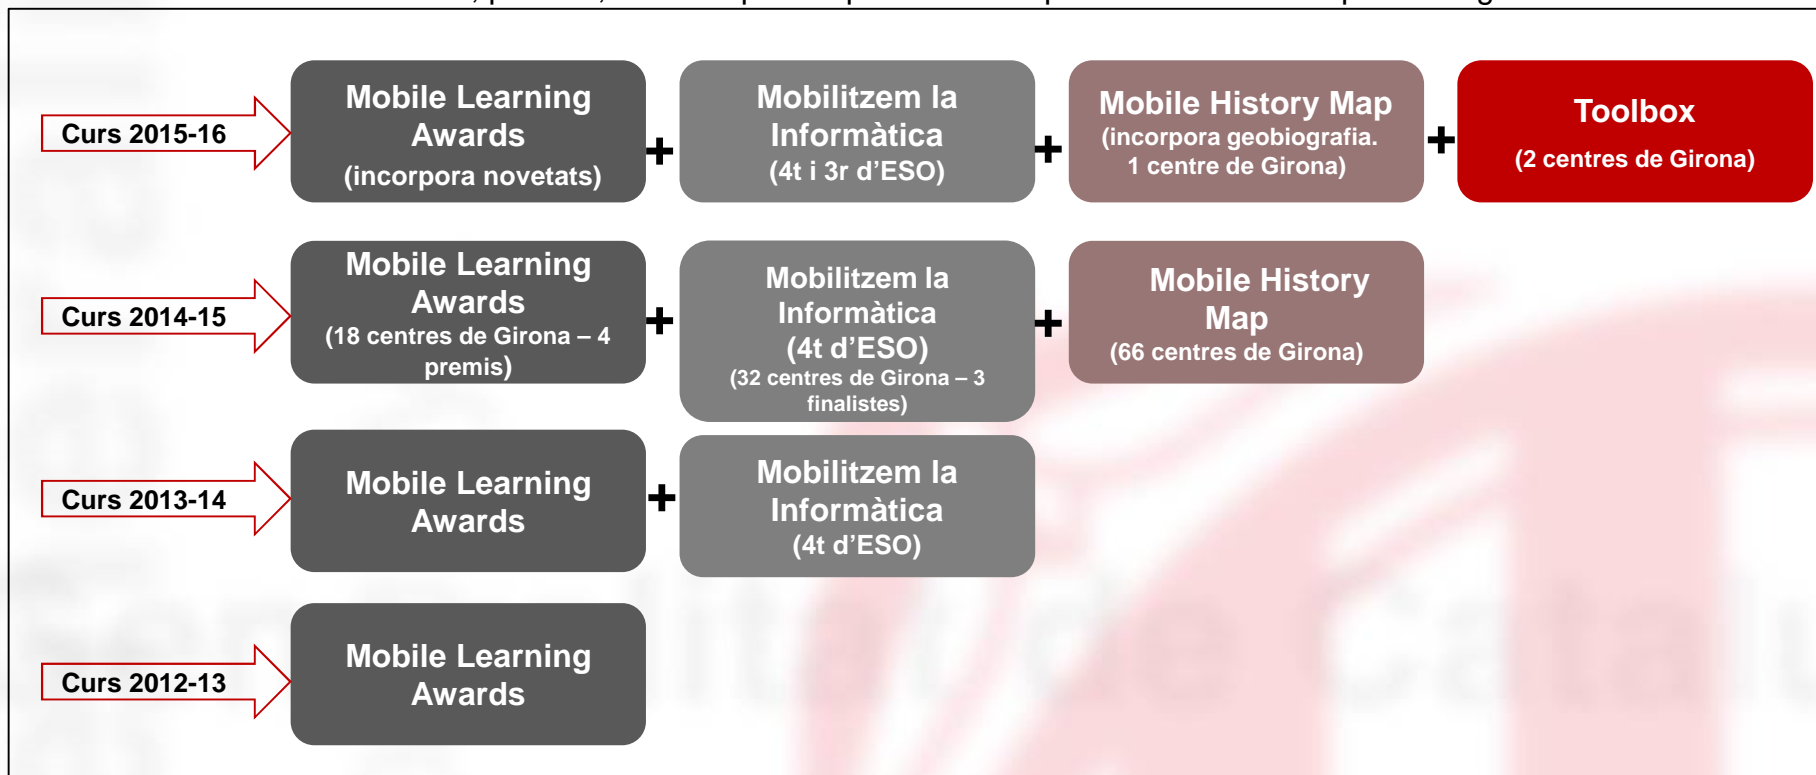 Curs 2015-16
Mobile Learning
Awards
(incorpora novetats)
+
Mobilitzem la
Informàtica
(4t i 3r d’ESO)
+
Mobile History Map
(incorpora geobiografia.
1 centre de Girona)
+
Toolbox
(2 centres de Girona)
Curs 2014-15
Mobile Learning
Awards
(18 centres de Girona – 4
premis)
+
Mobilitzem la
Informàtica
(4t d’ESO)
(32 centres de Girona – 3
finalistes)
+
Mobile History
Map
(66 centres de Girona)
Curs 2013-14
Mobile Learning
Awards
+
Mobilitzem la
Informàtica
(4t d’ESO)
Curs 2012-13
Mobile Learning
Awards